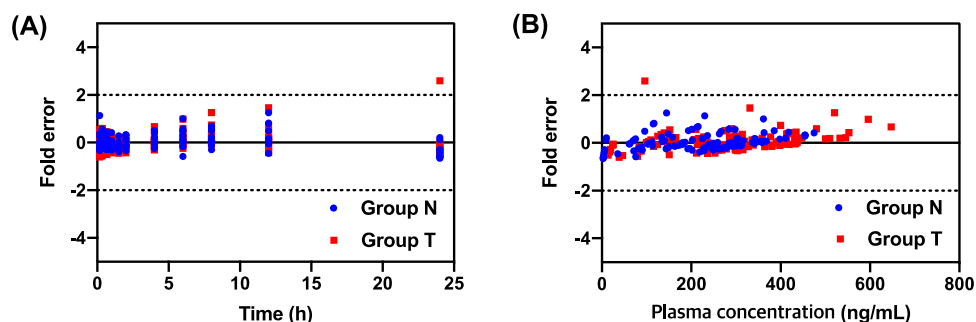 (A)
Fold error
4
2
0
-2
-4
Group N
Group T
0 5 10 15 20 25
Time (h)
(B)
Fold error
4
2
0
-2
-4
Group N
Group T
0 200 400 600 800
Plasma concentration (ng/mL)